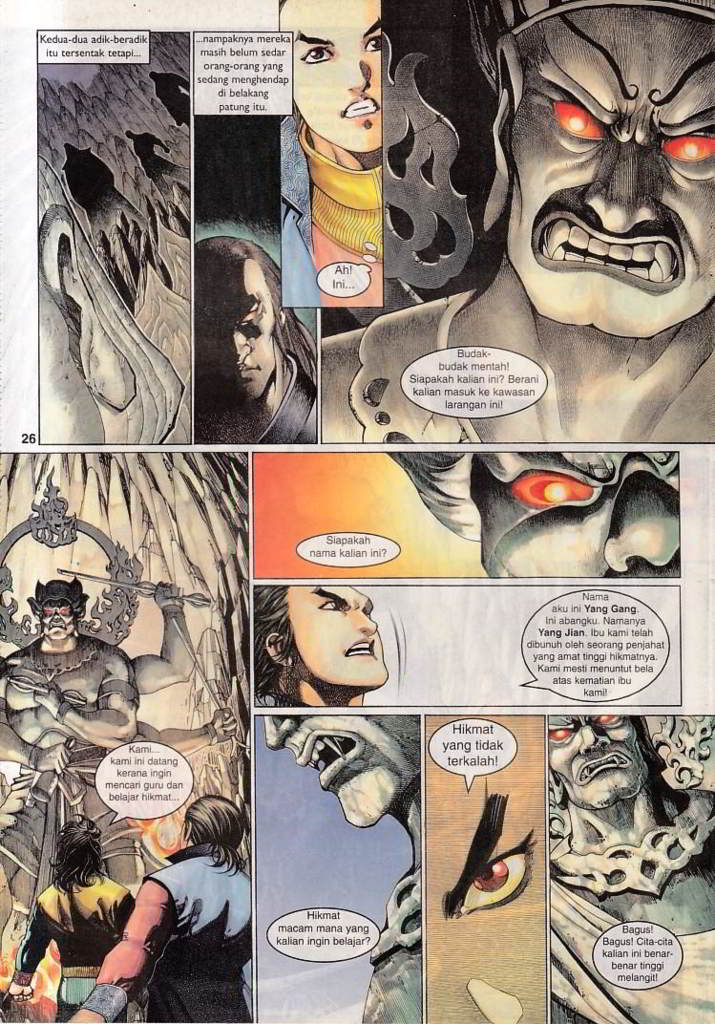 Kedua-dua adik-beradik
itu tersentak tetapi...
...nampaknya mereka
masih belum sedar
orang-orang yang
sedang menghendap
di belakang
patung itu.
Ah!
Ini...
Budak-
budak mentah!
Siapakah kalian ini? Berani
kalian masuk ke kawasan
larangan ini!
26
Kami...
kami ini datang
kerana ingin
mencari guru dan
belajar hikmat...
Siapakah
nama kalian ini?
Nama
aku ini Yang Gang.
Ini abangku. Namanya
Yang Jian. Ibu kami telah
dibunuh oleh seorang penjahat
yang amat tinggi hikmatnya.
Kami mesti menuntut bela
atas kematian ibu
kami!
Hikmat
macam mana yang
kalian ingin belajar?
Hikmat
yang tidak
terkalah!
Bagus!
Bagus! Cita-cita
kalian ini benar-
benar tinggi
melangit!